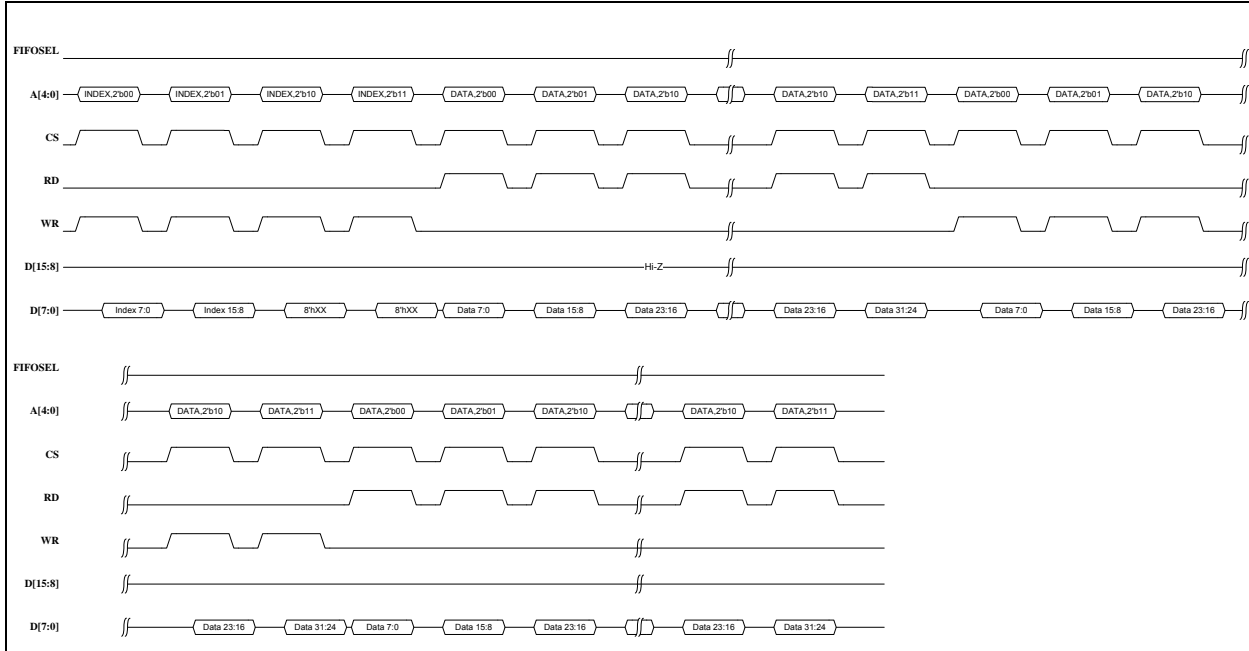 FIFOSEL
A[4:0] INDEX,2'b00 INDEX,2'b01 INDEX,2'b10 INDEX,2'b11 DATA,2'b00 DATA,2'b01 DATA,2'b10 DATA,2'b10 DATA,2'b11 DATA,2'b00 DATA,2'b01 DATA,2'b10
CS
RD
WR
D[15:8] Hi-Z
D[7:0] Index 7:0 Index 15:8 8'hXX 8'hXX Data 7:0 Data 15:8 Data 23:16 Data 23:16 Data 31:24 Data 7:0 Data 15:8 Data 23:16
FIFOSEL
A[4:0] DATA,2'b10 DATA,2'b11 DATA,2'b00 DATA,2'b01 DATA,2'b10 DATA,2'b10 DATA,2'b11
CS
RD
WR
D[15:8]
D[7:0] Data 23:16 Data 31:24 Data 7:0 Data 15:8 Data 23:16 Data 23:16 Data 31:24